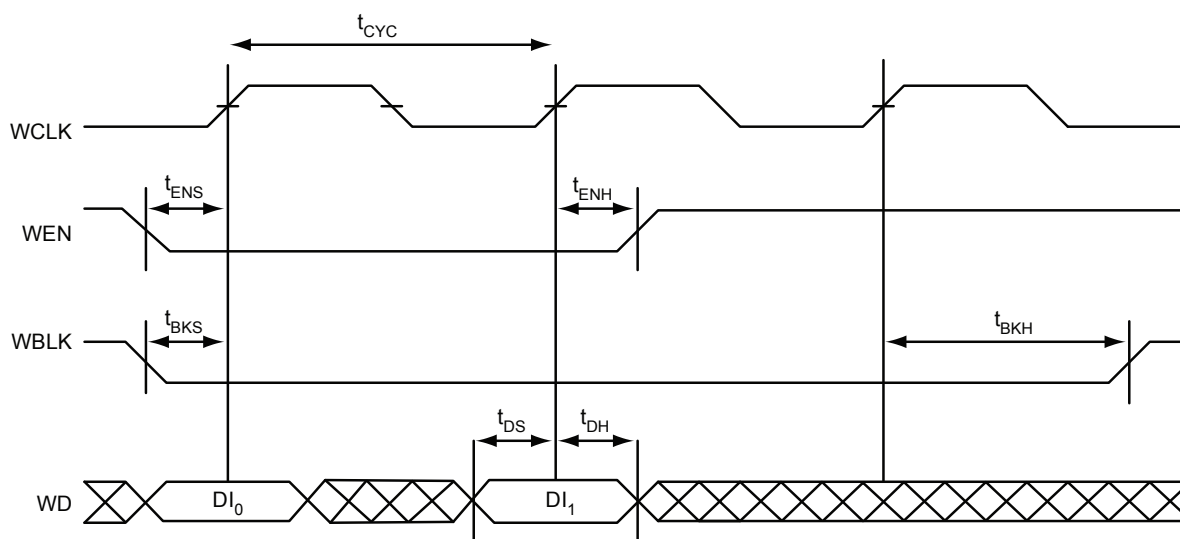 tCYC
WCLK
tENS
tENH
WEN
tBKS
tBKH
WBLK
tDS
tDH
WD
DI0
DI1